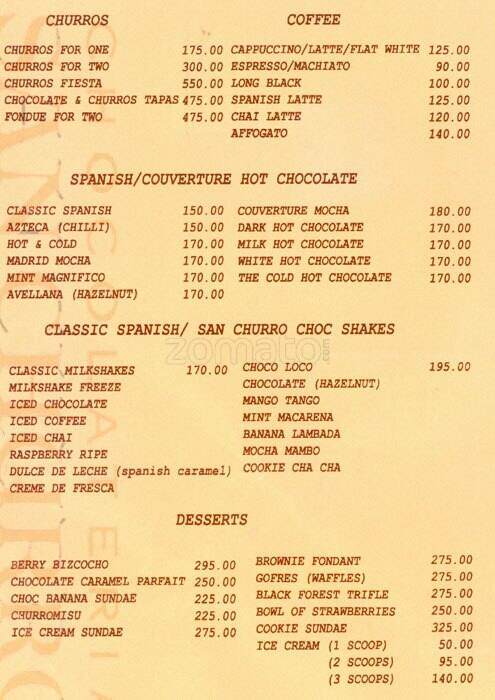 CHURROS
CHURROS FOR ONE 175.00
CHURROS FOR TWO 300.00
CHURROS FIESTA 550.00
CHOCOLATE & CHURROS TAPAS 475.00
FONDUE FOR TWO 475.00
COFFEE
CAPPUCCINO/LATTE/FLAT WHITE 125.00
ESPRESSO/MACHIATO 90.00
LONG BLACK 100.00
SPANISH LATTE 125.00
CHAI LATTE 120.00
AFFOGATO 140.00
SPANISH/COUVERTURE HOT CHOCOLATE
CLASSIC SPANISH 150.00
AZTECA (CHILLI) 150.00
HOT & COLD 170.00
MADRID MOCHA 170.00
MINT MAGNIFICO 170.00
AVELLANA (HAZELNUT) 170.00
COUVERTURE MOCHA 180.00
DARK HOT CHOCOLATE 170.00
MILK HOT CHOCOLATE 170.00
WHITE HOT CHOCOLATE 170.00
THE COLD HOT CHOCOLATE 170.00
CLASSIC SPANISH/ SAN CHURRO CHOC SHAKES
zomato.com
CLASSIC MILKSHAKES 170.00
MILKSHAKE FREEZE
ICED CHOCOLATE
ICED COFFEE
ICED CHAI
RASPBERRY RIPE
DULCE DE LECHE (spanish caramel)
CREME DE FRESCA
CHOCO LOCO 195.00
CHOCOLATE (HAZELNUT)
MANGO TANGO
MINT MACARENA
BANANA LAMBADA
MOCHA MAMBO
COOKIE CHA CHA
DESSERTS
BERRY BIZCOCHO 295.00
CHOCOLATE CARAMEL PARFAIT 250.00
CHOC BANANA SUNDAE 225.00
CHURROMISU 225.00
ICE CREAM SUNDAE 275.00
BROWNIE FONDANT 275.00
GOFRES (WAFFLES) 275.00
BLACK FOREST TRIFLE 275.00
BOWL OF STRAWBERRIES 250.00
COOKIE SUNDAE 325.00
ICE CREAM (1 SCOOP) 50.00
(2 SCOOPS) 95.00
(3 SCOOPS) 140.00